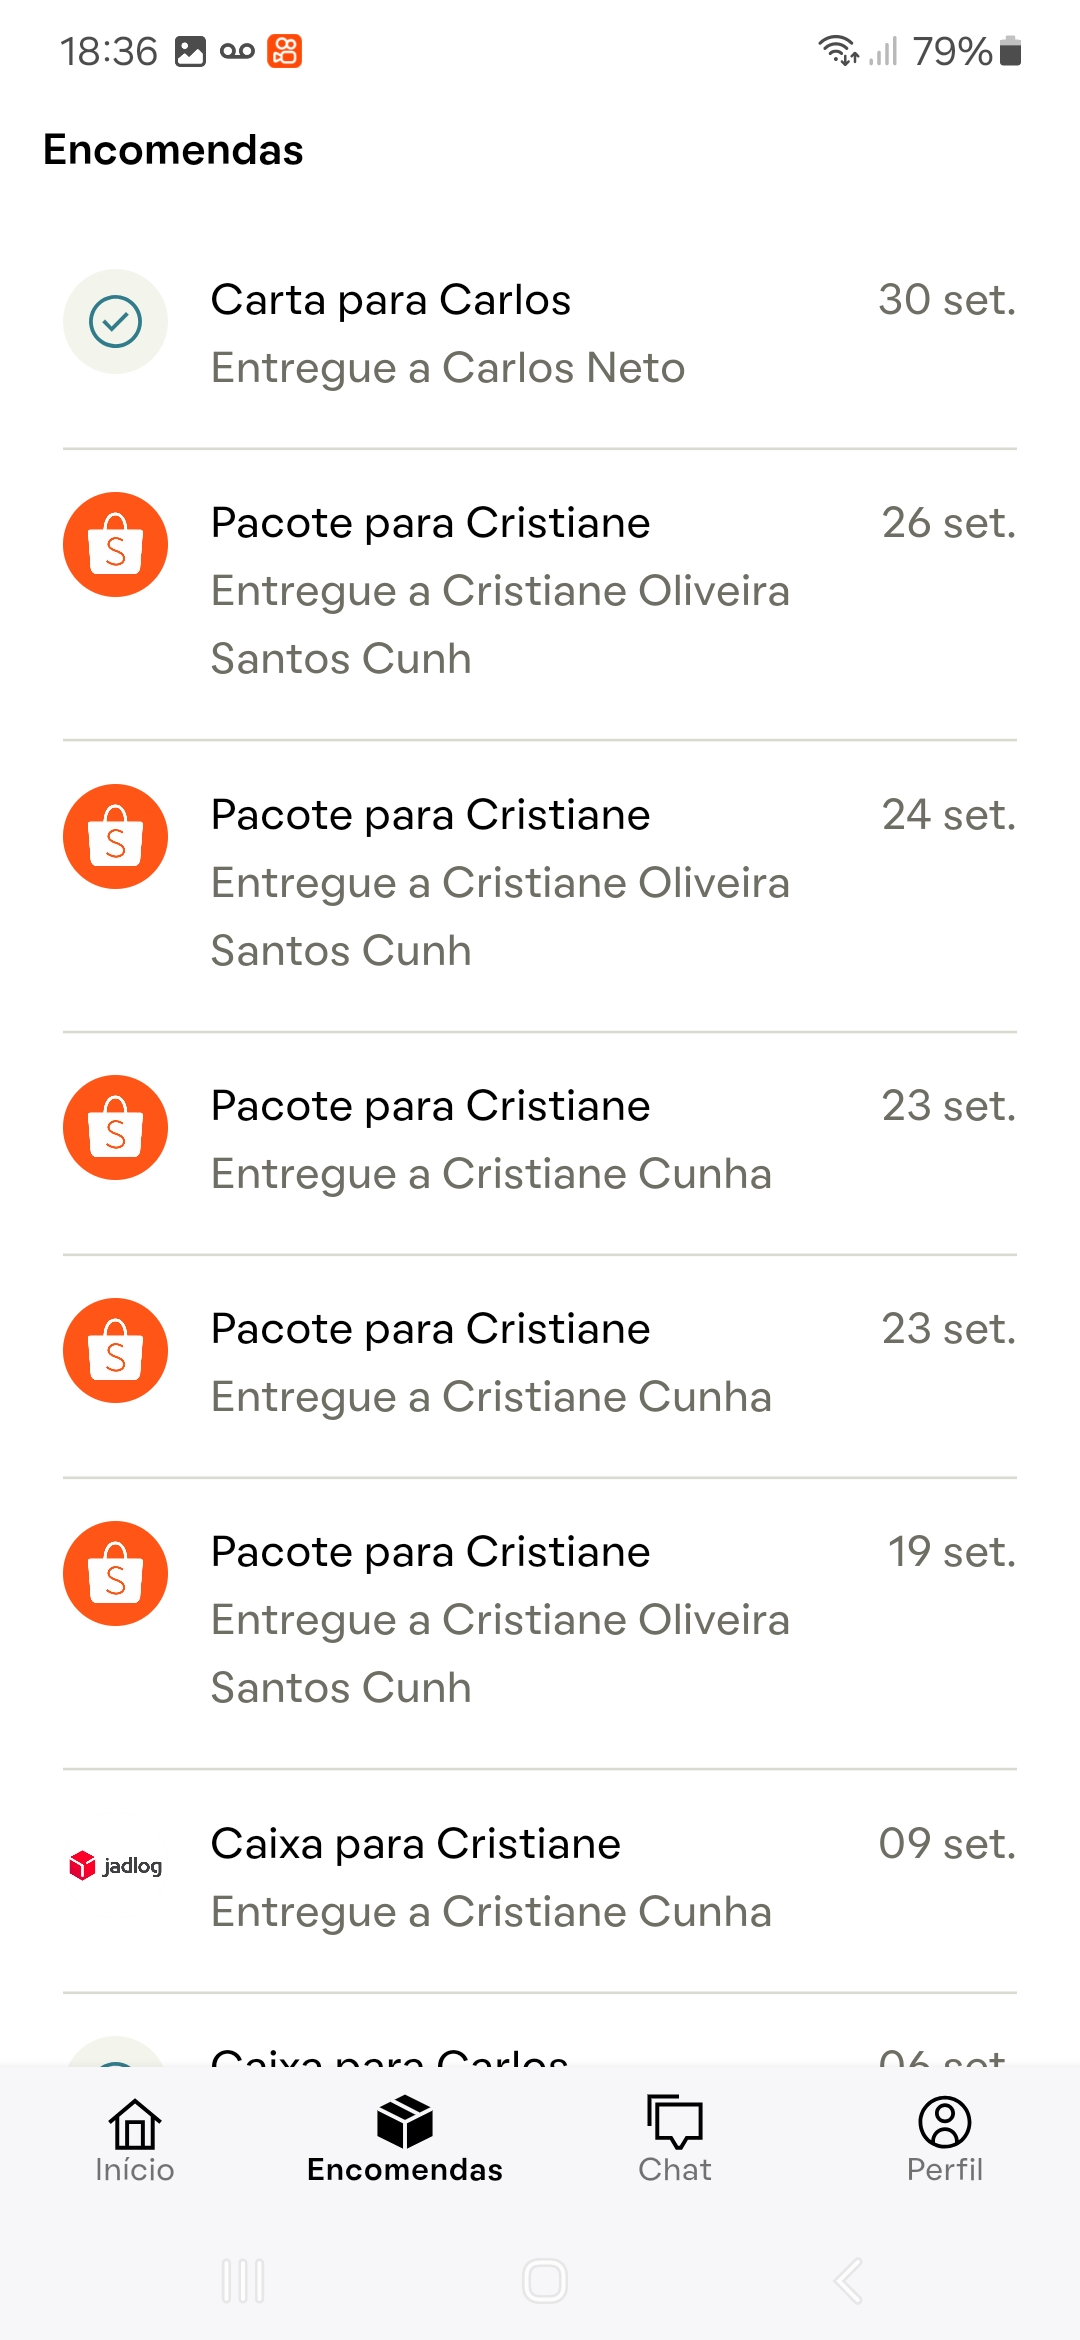 18:36
79%
Encomendas
Carta para Carlos
30 set.
Entregue a Carlos Neto
S
Pacote para Cristiane
26 set.
Entregue a Cristiane Oliveira
Santos Cunh
S
Pacote para Cristiane
24 set.
Entregue a Cristiane Oliveira
Santos Cunh
S
Pacote para Cristiane
23 set.
Entregue a Cristiane Cunha
S
Pacote para Cristiane
23 set.
Entregue a Cristiane Cunha
S
Pacote para Cristiane
19 set.
Entregue a Cristiane Oliveira
Santos Cunh
jadlog
Caixa para Cristiane
09 set.
Entregue a Cristiane Cunha
Caixa para Carlos
06 set.
Início
Encomendas
Chat
Perfil